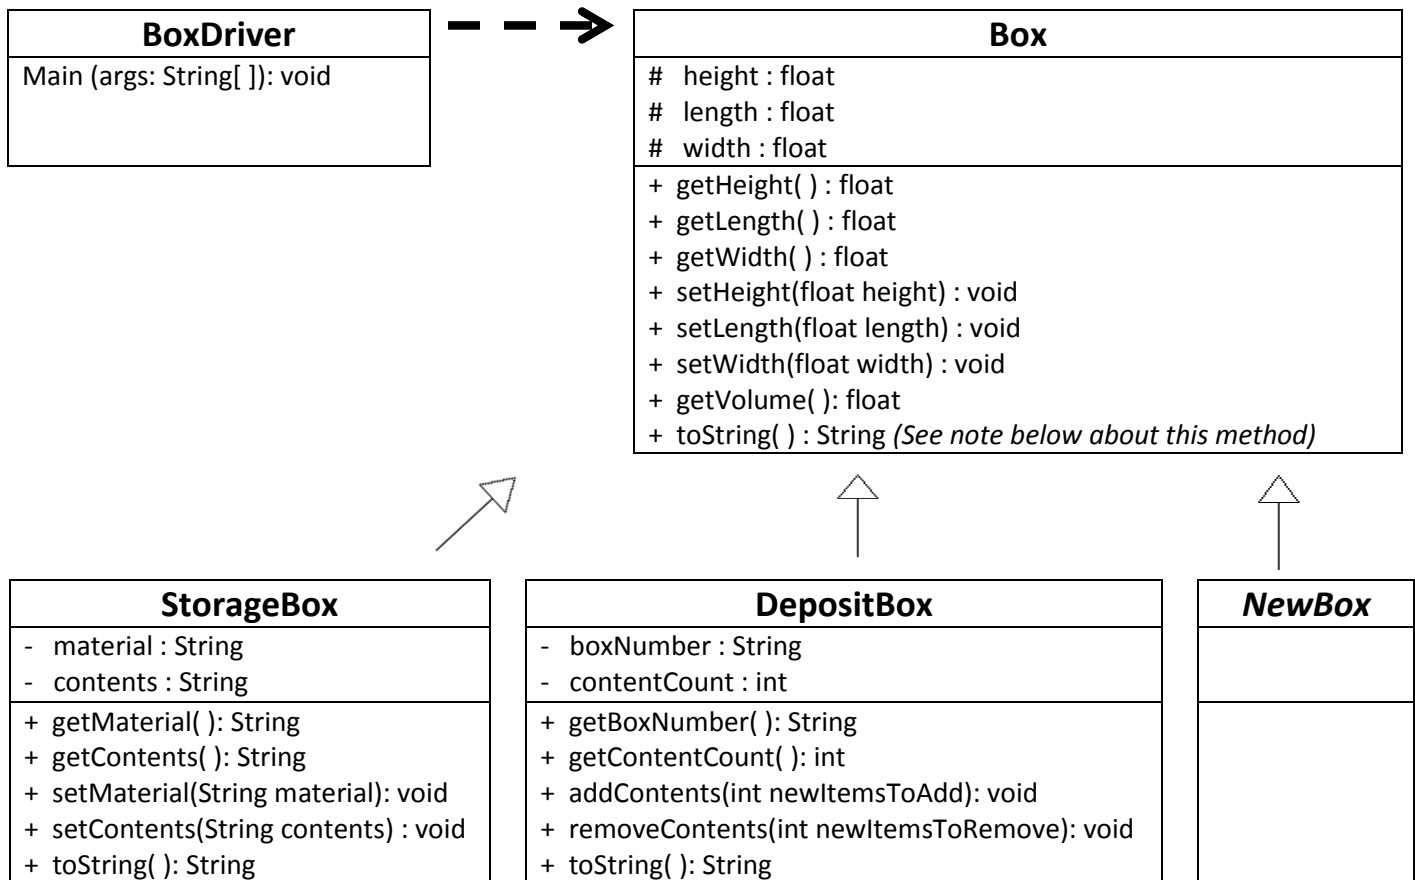 BoxDriver
Main (args: String[ ]): void
Box
# height : float
# length : float
# width : float
+ getHeight( ) : float
+ getLength( ) : float
+ getWidth( ) : float
+ setHeight(float height) : void
+ setLength(float length) : void
+ setWidth(float width) : void
+ getVolume( ): float
+ toString( ) : String (See note below about this method)
StorageBox
- material : String
- contents : String
+ getMaterial( ): String
+ getContents( ): String
+ setMaterial(String material): void
+ setContents(String contents) : void
+ toString( ): String
DepositBox
- boxNumber : String
- contentCount : int
+ getBoxNumber( ): String
+ getContentCount( ): int
+ addContents(int newItemsToAdd): void
+ removeContents(int newItemsToRemove): void
+ toString( ): String
NewBox